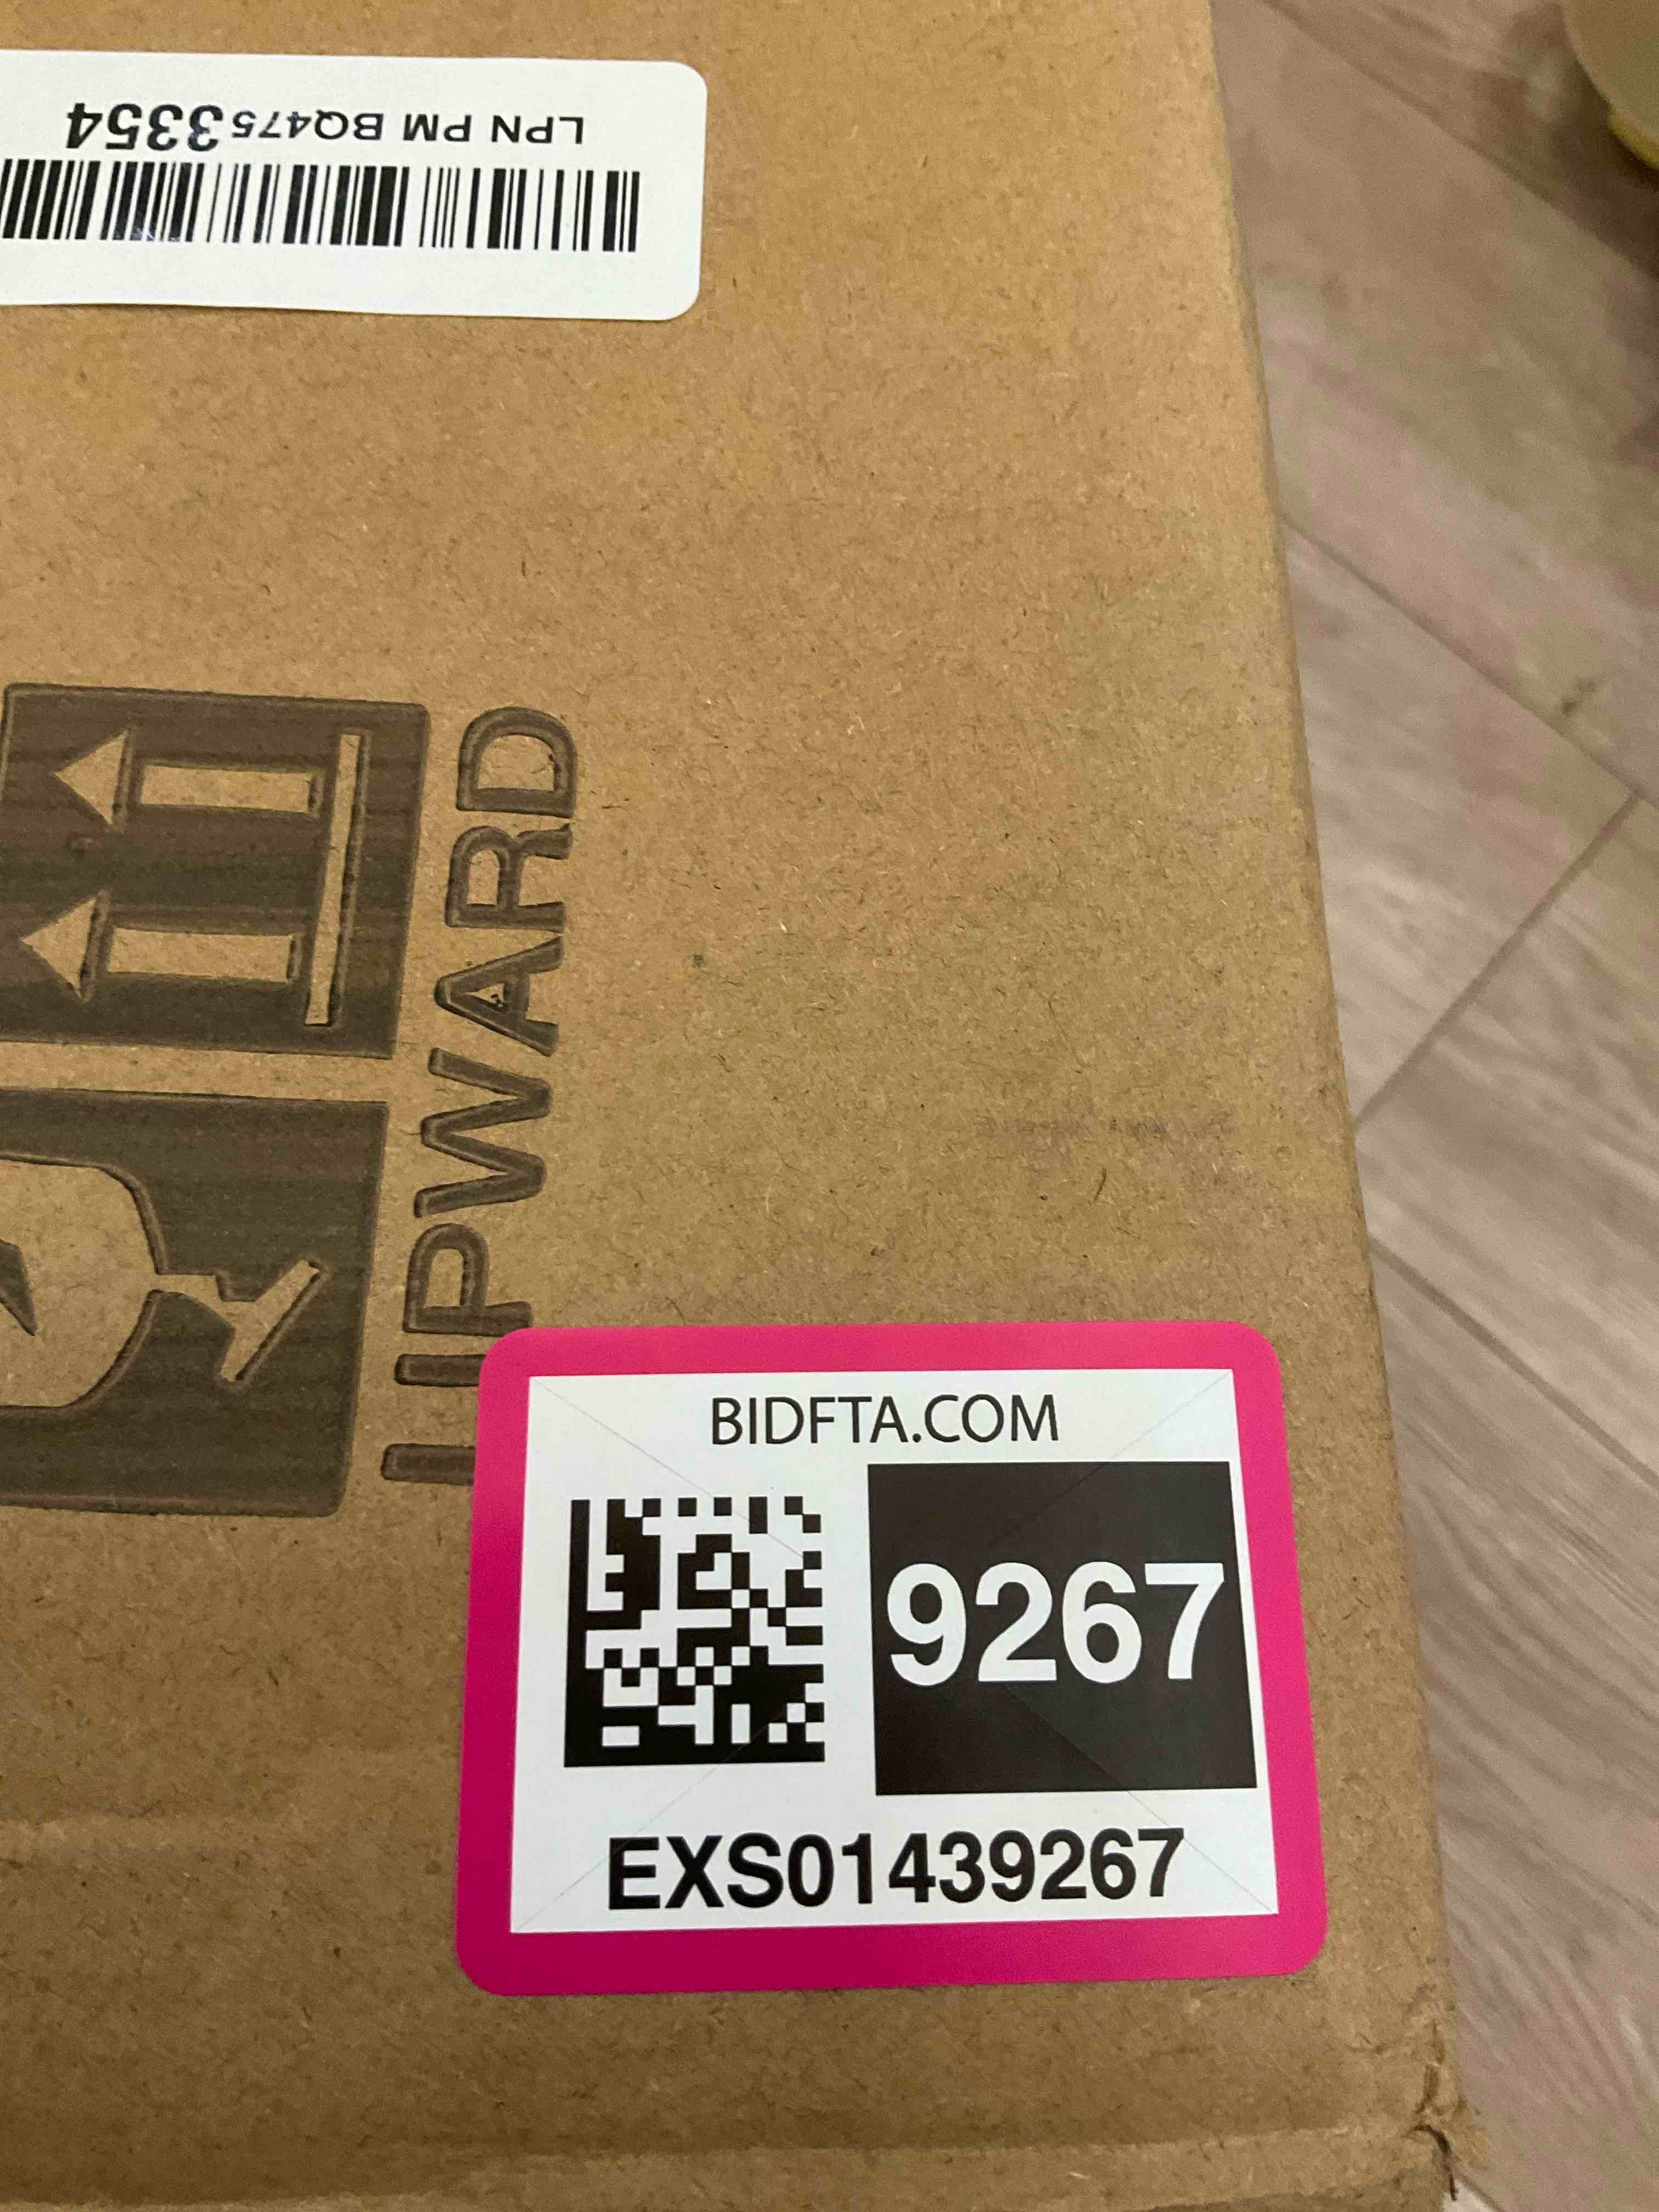 LPN PM BQ4753354
UPWARD
BIDFTA.COM
9267
EXS01439267